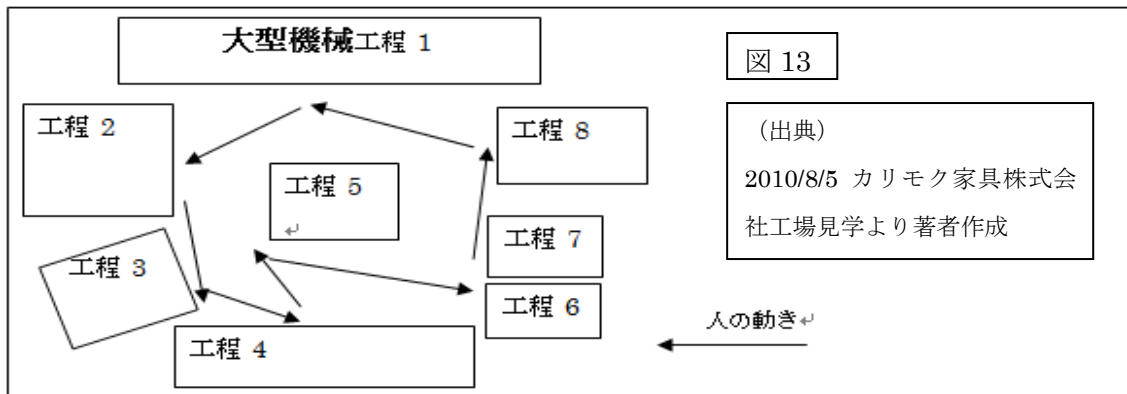 大型機械工程 1
図 13
工程 2
工程 8
(出典)
2010/8/5 カリモク家具株式会
社工場見学より著者作成
工程 5
↵
工程 7
工程 3
工程 6
人の動き↵
工程 4